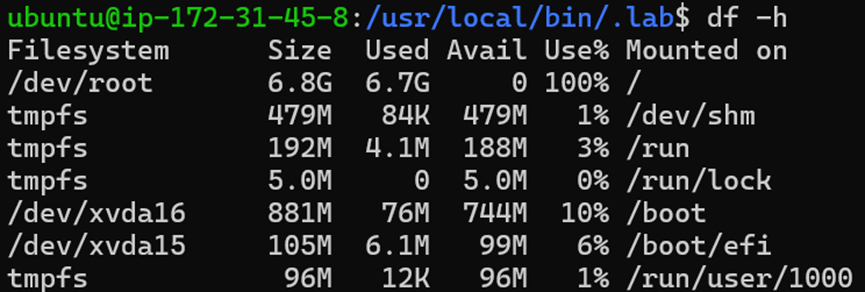 ubuntu@ip-172-31-45-8:/usr/local/bin/.lab$ df -h
Filesystem      Size  Used Avail Use% Mounted on
/dev/root       6.8G  6.7G     0 100% /
tmpfs           479M   84K  479M   1% /dev/shm
tmpfs           192M  4.1M  188M   3% /run
tmpfs           5.0M     0  5.0M   0% /run/lock
/dev/xvda16     881M   76M  744M  10% /boot
/dev/xvda15     105M  6.1M   99M   6% /boot/efi
tmpfs            96M   12K   96M   1% /run/user/1000